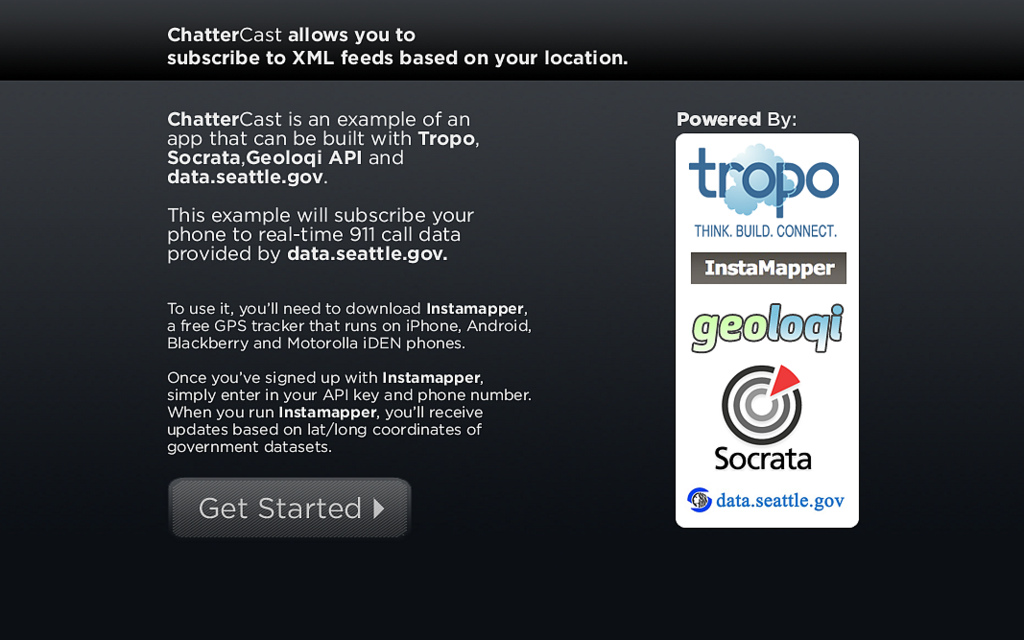 ChatterCast allows you to
subscribe to XML feeds based on your location.
ChatterCast is an example of an
app that can be built with Tropo,
Socrata,Geoloqi API and
data.seattle.gov.
This example will subscribe your
phone to real-time 911 call data
provided by data.seattle.gov.
To use it, you'll need to download Instamapper,
a free GPS tracker that runs on iPhone, Android,
Blackberry and Motorolla iDEN phones.
Once you've signed up with Instamapper,
simply enter in your API key and phone number.
When you run Instamapper, you'll receive
updates based on lat/long coordinates of
government datasets.
Get Started
Powered By:
tropo
THINK. BUILD. CONNECT.
InstaMapper
geoloqi
Socrata
data.seattle.gov